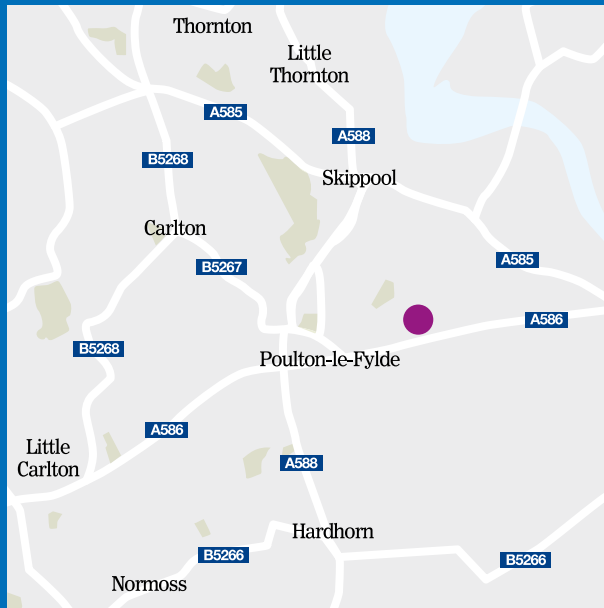 Thornton
Little
Thornton
A585
A588
B5268
Skippool
Carlton
A585
B5267
A586
B5268
Poulton-le-Fylde
A586
Little
Carlton
A588
Hardhorn
B5266
B5266
Normoss